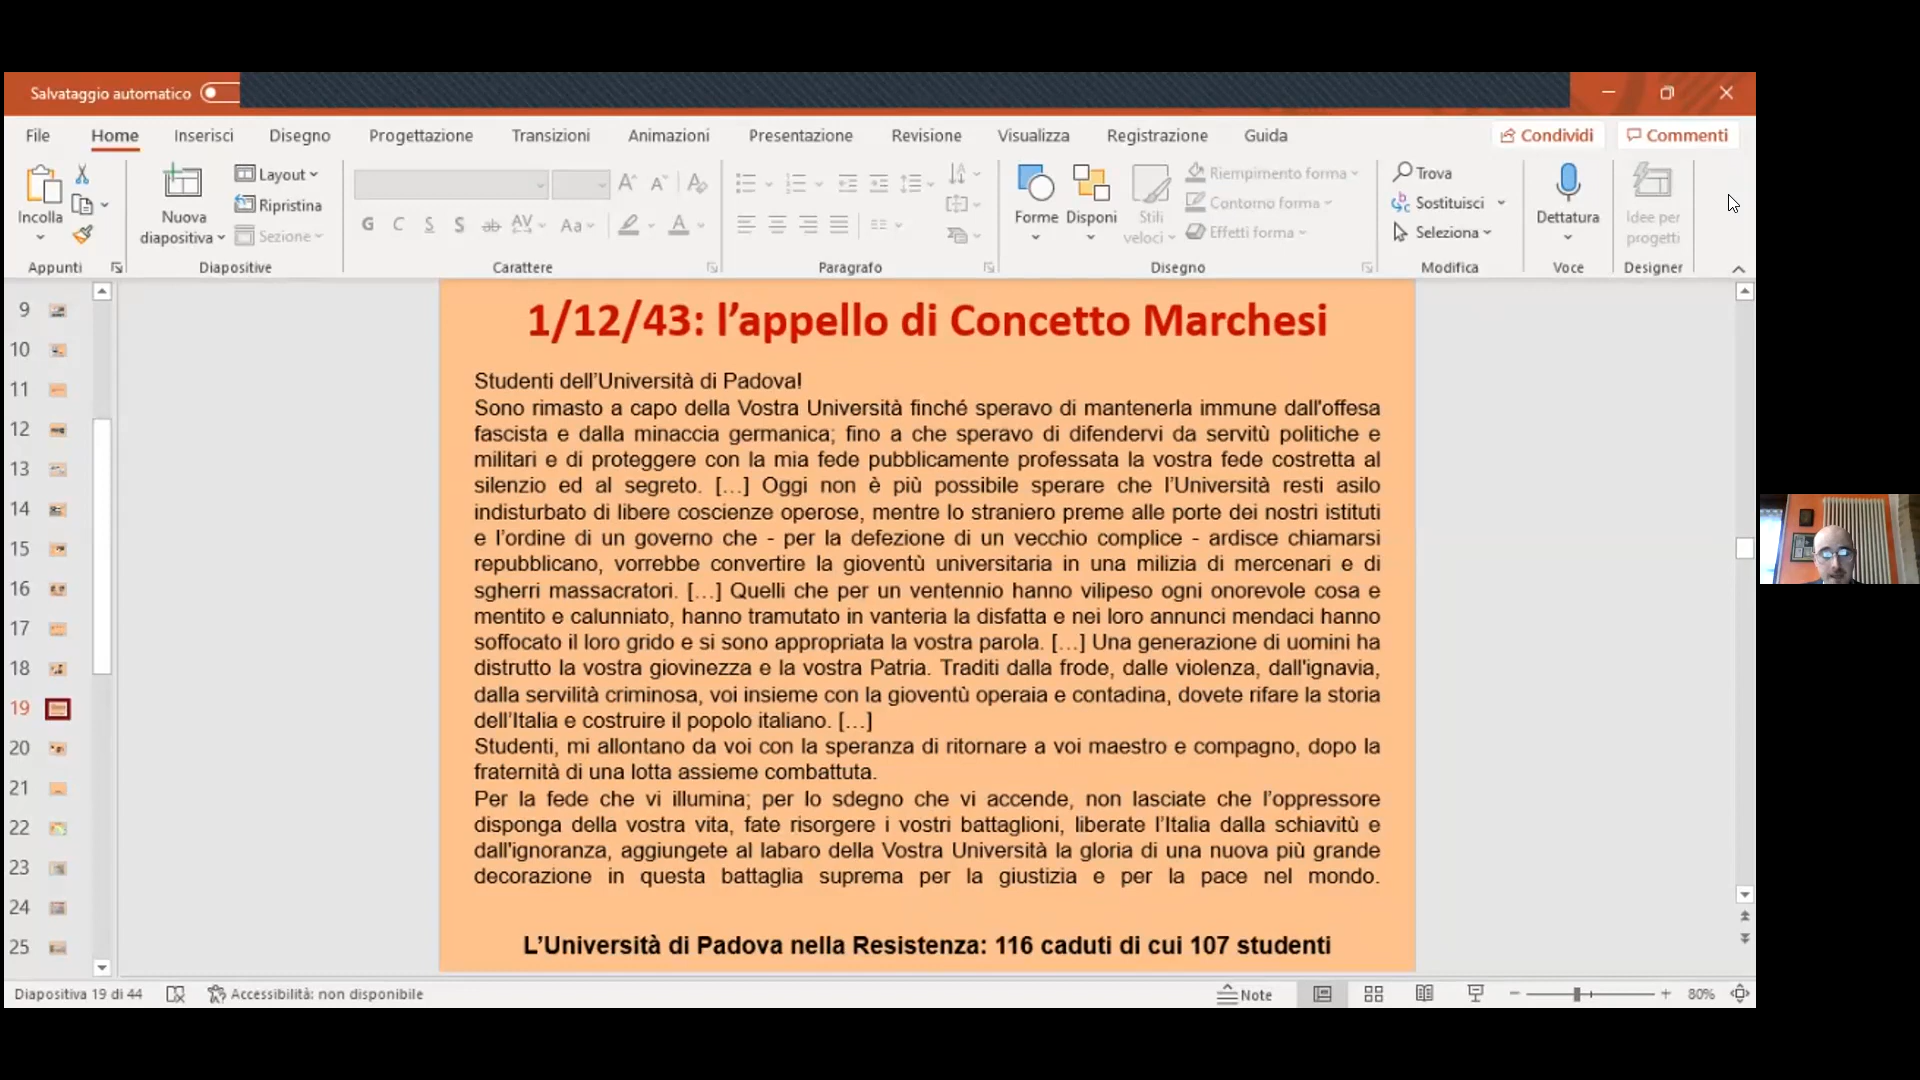 Salvataggio automatico
File Home Inserisci Disegno Progettazione Transizioni Animazioni Presentazione Revisione Visualizza Registrazione Guida Condividi Commenti
Incolla
Appunti
Nuova
diapositiva
Layout
Ripristina
Sezione
Diapositive
G C S S ab AV Aa A
Carattere
Paragrafo
Forme
Disponi
Stili
veloci
Riempimento forma
Contorno forma
Effetti forma
Disegno
Trova
Sostituisci
Seleziona
Modifica
Dettatura
Voce
Idee per
progetti
Designer
9
10
11
12
13
14
15
16
17
18
19
20
21
22
23
24
25
1/12/43: l’appello di Concetto Marchesi
Studenti dell’Università di Padova!
Sono rimasto a capo della Vostra Università finché speravo di mantenerla immune dall'offesa
fascista e dalla minaccia germanica; fino a che speravo di difendervi da servitù politiche e
militari e di proteggere con la mia fede pubblicamente professata la vostra fede costretta al
silenzio ed al segreto. […] Oggi non è più possibile sperare che l’Università resti asilo
indisturbato di libere coscienze operose, mentre lo straniero preme alle porte dei nostri istituti
e l’ordine di un governo che - per la defezione di un vecchio complice - ardisce chiamarsi
repubblicano, vorrebbe convertire la gioventù universitaria in una milizia di mercenari e di
sgherri massacratori. […] Quelli che per un ventennio hanno vilipeso ogni onorevole cosa e
mentito e calunniato, hanno tramutato in vanteria la disfatta e nei loro annunci mendaci hanno
soffocato il loro grido e si sono appropriata la vostra parola. […] Una generazione di uomini ha
distrutto la vostra giovinezza e la vostra Patria. Traditi dalla frode, dalle violenza, dall'ignavia,
dalla servilità criminosa, voi insieme con la gioventù operaia e contadina, dovete rifare la storia
dell’Italia e costruire il popolo italiano. […]
Studenti, mi allontano da voi con la speranza di ritornare a voi maestro e compagno, dopo la
fraternità di una lotta assieme combattuta.
Per la fede che vi illumina; per lo sdegno che vi accende, non lasciate che l’oppressore
disponga della vostra vita, fate risorgere i vostri battaglioni, liberate l’Italia dalla schiavitù e
dall'ignoranza, aggiungete al labaro della Vostra Università la gloria di una nuova più grande
decorazione in questa battaglia suprema per la giustizia e per la pace nel mondo.
L’Università di Padova nella Resistenza: 116 caduti di cui 107 studenti
Diapositiva 19 di 44 Accessibilità: non disponibile Note 80%